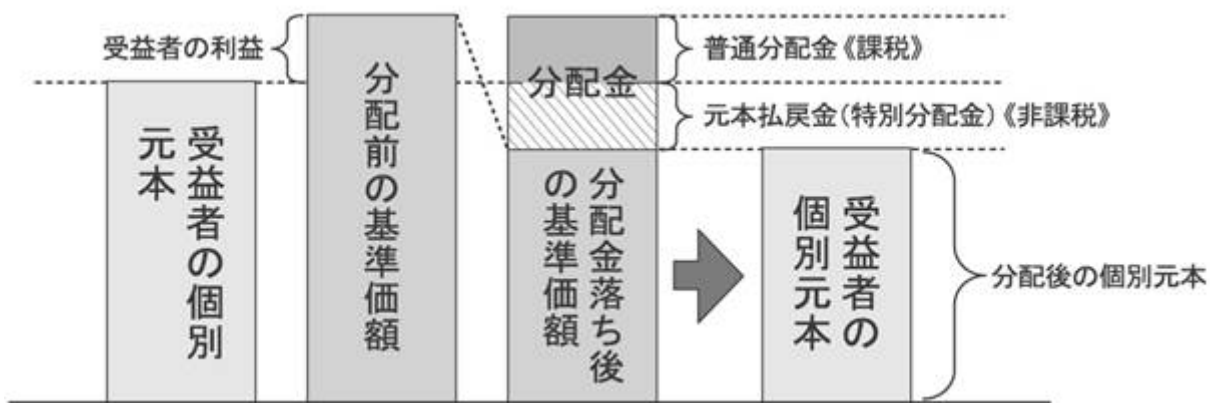 受益者の利益
受益者の個別
元本
分配前の基準価額
分配金
分配金落ち後
の基準価額
普通分配金《課税》
元本払戻金(特別分配金)《非課税》
受益者の
個別元本
分配後の個別元本